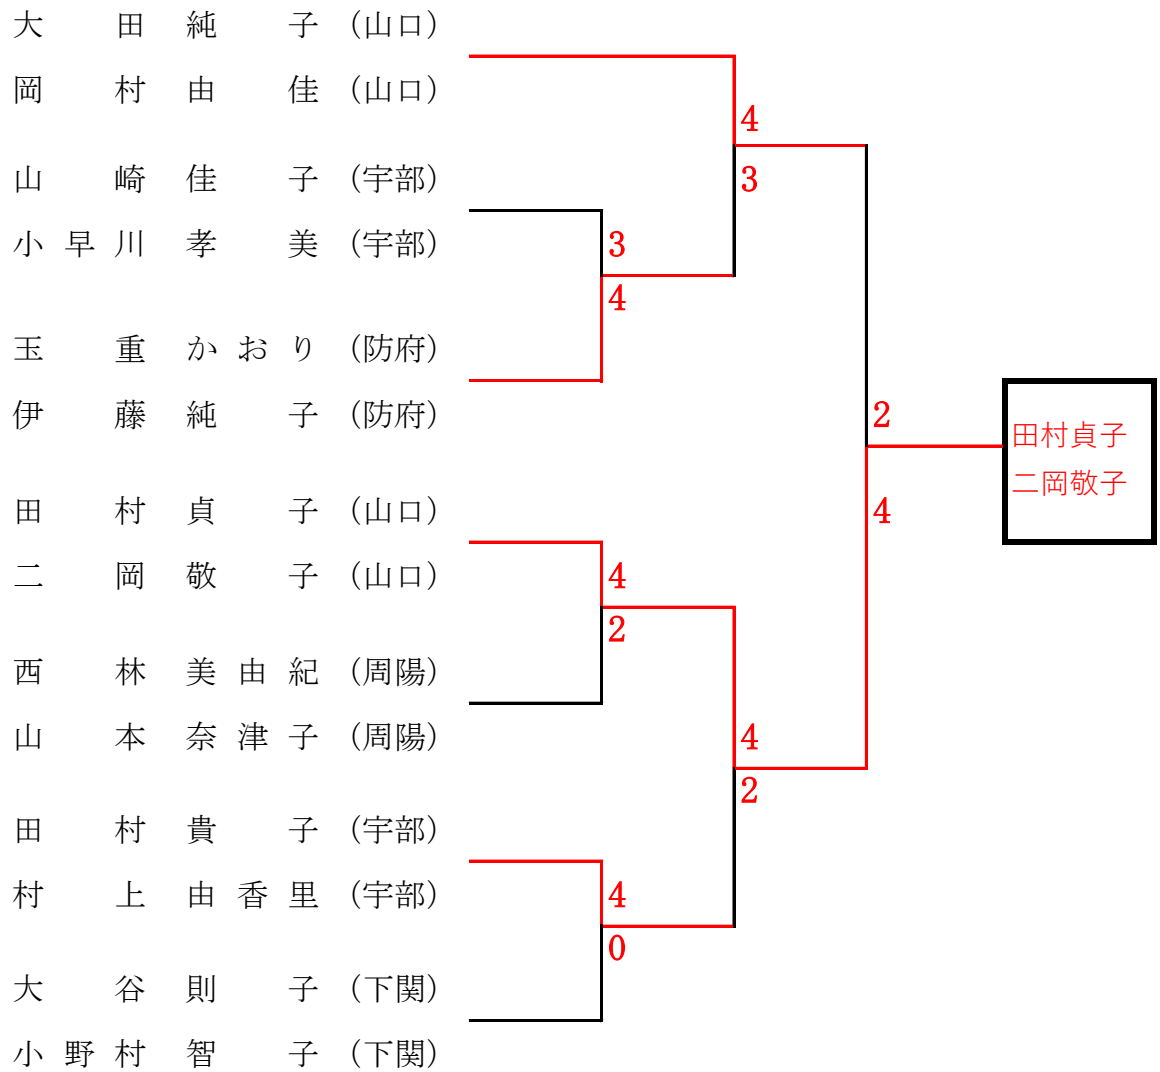 大田純子(山口)
4
岡村由佳(山口)
3
山崎佳子(宇部)
3
小早川孝美(宇部)
4
玉重かおり(防府)
2
伊藤純子(防府)
田村貞子
二岡敬子
田村貞子(山口)
4
4
二岡敬子(山口)
2
西林美由紀(周陽)
4
山本奈津子(周陽)
2
田村貴子(宇部)
4
村上由香里(宇部)
0
大谷則子(下関)
小野村智子(下関)